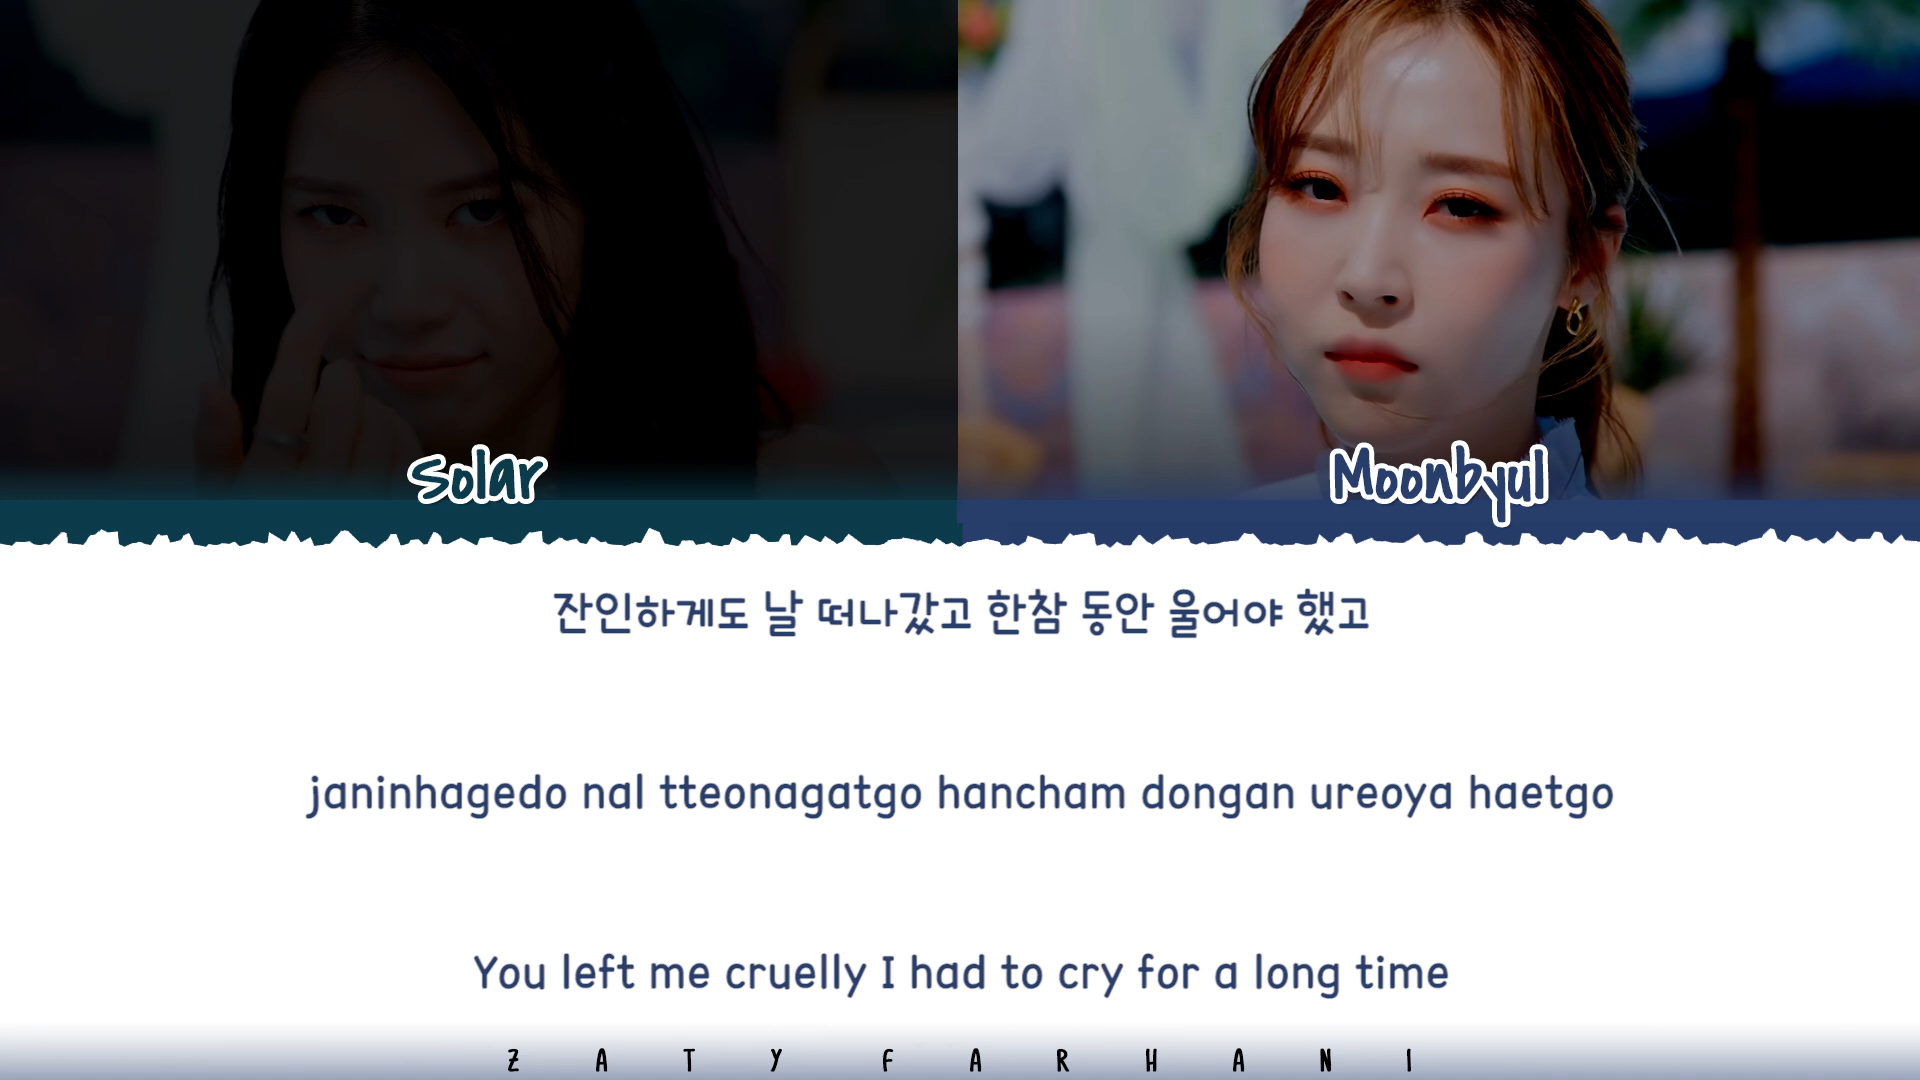 Solar
Moonbyul
잔인하게도 날 떠나갔고 한참 동안 울어야 했고
janinhagedo nal tteonagatgo hancham dongan ureoya haetgo
You left me cruelly I had to cry for a long time
ZATY FARHANI